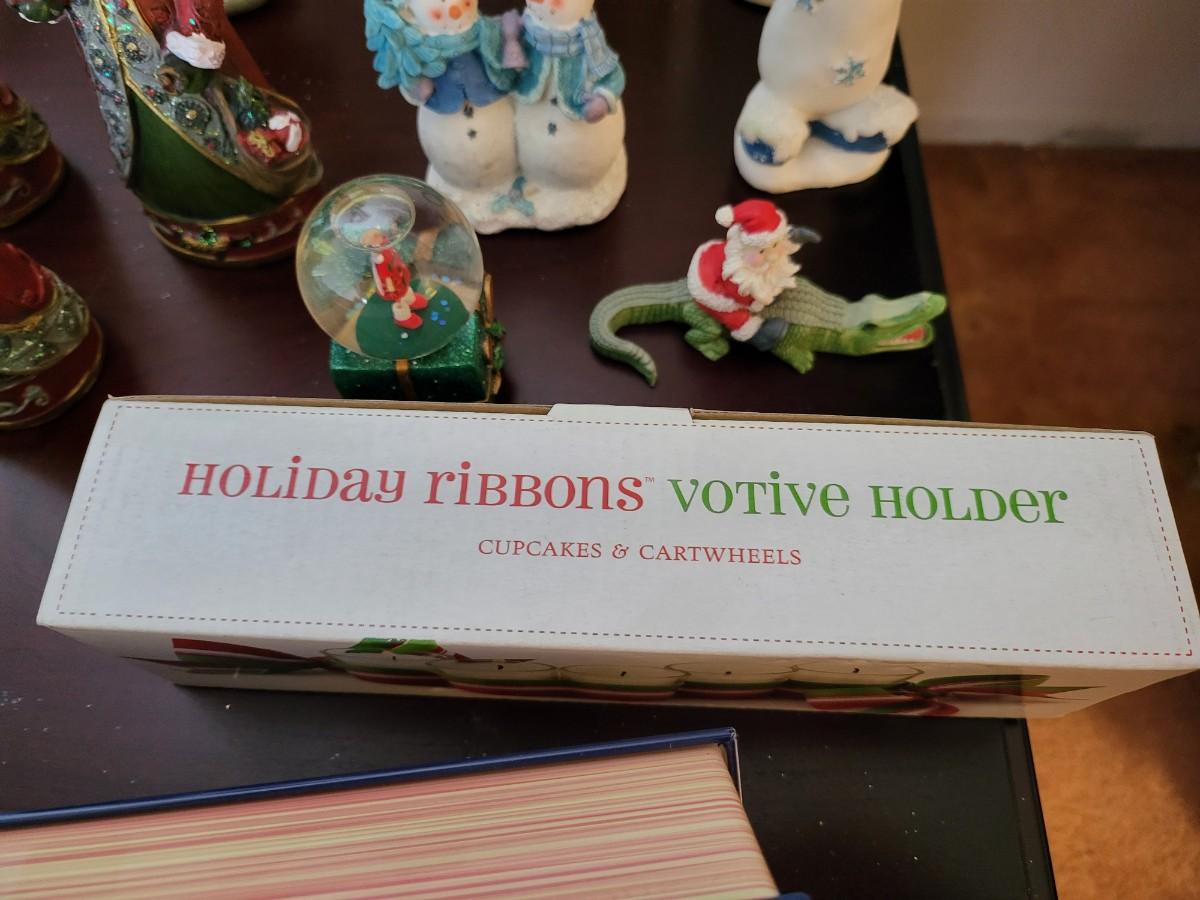 HOLiDay riBBons™ VOTive HOLDer
CUPCAKES & CARTWHEELS